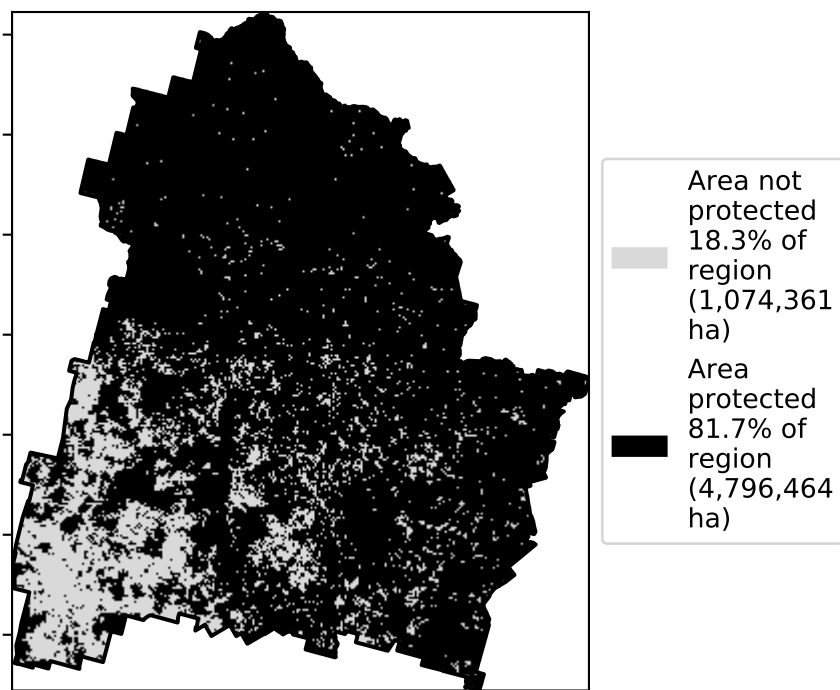 Area not
protected
18.3% of
region
(1,074,361
ha)
Area
protected
81.7% of
region
(4,796,464
ha)